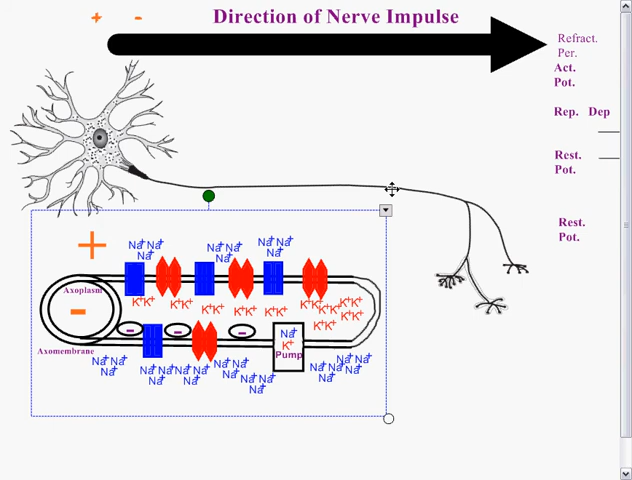 + -
Direction of Nerve Impulse
Refract.
Per.
Act.
Pot.
Rep. Dep
Rest.
Pot.
Rest.
Pot.
+
Na+ Na+
Na+
Na+ Na+
Na+
Na+ Na+
Na+
Axoplasm
-
K+ K+
K+ K+
K+ K+
K+ K+
K+ K+
K+ K+
K+ K+
K+ K+
K+ K+
- - -
Na+
K+
Pump
Axomembrane
Na+ Na+
Na+
Na+ Na+
Na+
Na+ Na+
Na+
Na+ Na+
Na+ Na+
Na+
Na+ Na+
Na+ Na+
Na+